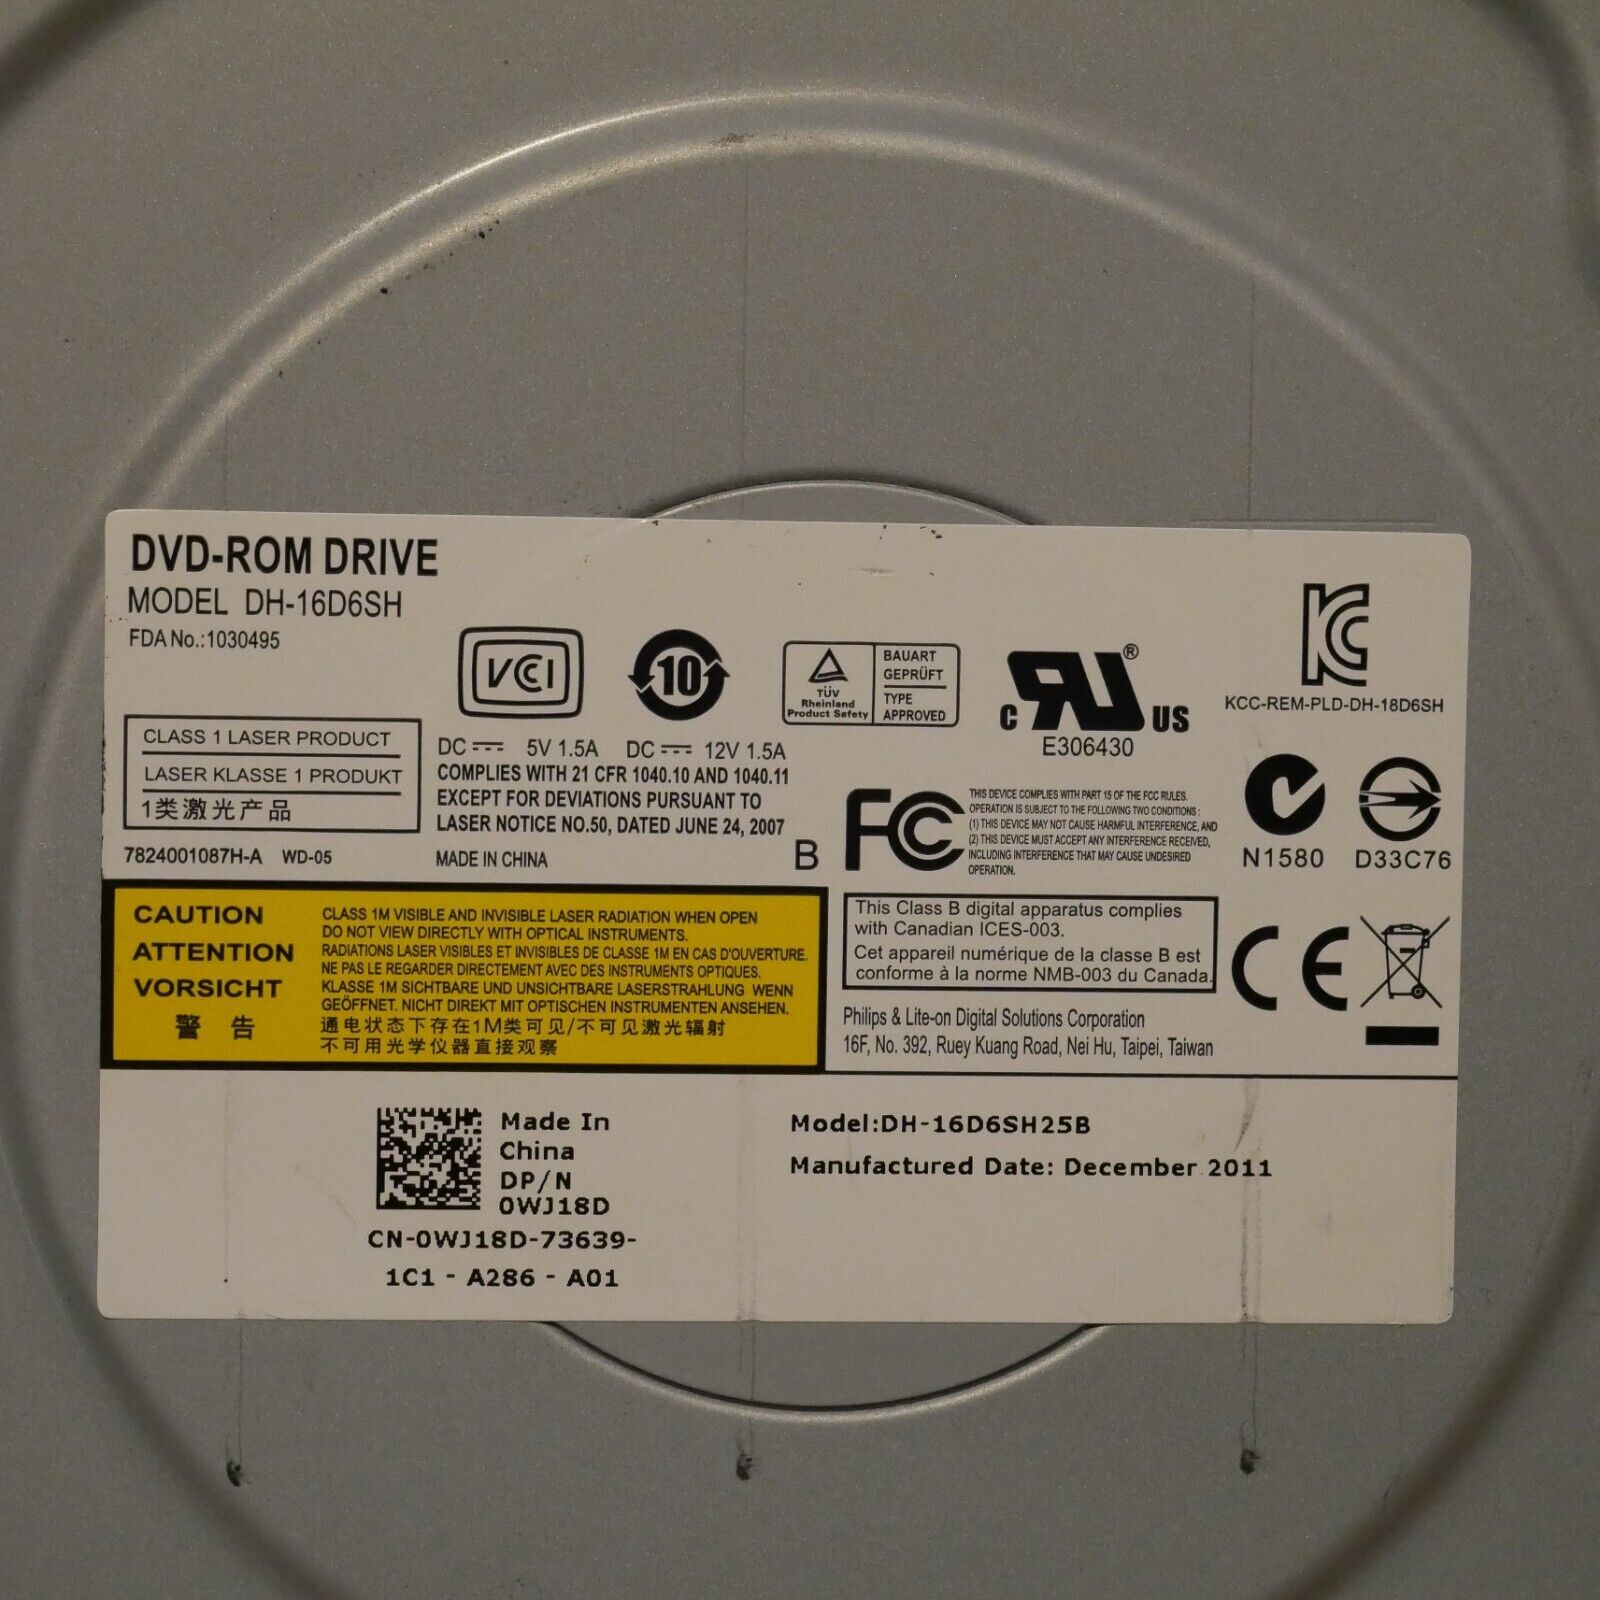 DVD-ROM DRIVE
MODEL DH-16D6SH
FDA No.:1030495
VCCI
10
TÜV
Rheinland
Product Safety
BAUART
GEPRÜFT
TYPE
APPROVED
C RU US ®
E306430
KC
KCC-REM-PLD-DH-18D6SH
CLASS 1 LASER PRODUCT
LASER KLASSE 1 PRODUKT
1类激光产品
7824001087H-A WD-05
DC 5V 1.5A DC 12V 1.5A
COMPLIES WITH 21 CFR 1040.10 AND 1040.11
EXCEPT FOR DEVIATIONS PURSUANT TO
LASER NOTICE NO.50, DATED JUNE 24, 2007
MADE IN CHINA
B
FC
THIS DEVICE COMPLIES WITH PART 15 OF THE FCC RULES.
OPERATION IS SUBJECT TO THE FOLLOWING TWO CONDITIONS :
(1) THIS DEVICE MAY NOT CAUSE HARMFUL INTERFERENCE, AND
(2) THIS DEVICE MUST ACCEPT ANY INTERFERENCE RECEIVED,
INCLUDING INTERFERENCE THAT MAY CAUSE UNDESIRED
OPERATION.
N1580 D33C76
CAUTION
ATTENTION
VORSICHT
警 告
CLASS 1M VISIBLE AND INVISIBLE LASER RADIATION WHEN OPEN
DO NOT VIEW DIRECTLY WITH OPTICAL INSTRUMENTS.
RADIATIONS LASER VISIBLES ET INVISIBLES DE CLASSE 1M EN CAS D'OUVERTURE.
NE PAS LE REGARDER DIRECTEMENT AVEC DES INSTRUMENTS OPTIQUES.
KLASSE 1M SICHTBARE UND UNSICHTBARE LASERSTRAHLUNG WENN
GEÖFFNET. NICHT DIREKT MIT OPTISCHEN INSTRUMENTEN ANSEHEN.
通电状态下存在1M类可见/不可见激光辐射
不可用光学仪器直接观察
This Class B digital apparatus complies
with Canadian ICES-003.
Cet appareil numérique de la classe B est
conforme à la norme NMB-003 du Canada.
CE
Philips & Lite-on Digital Solutions Corporation
16F, No. 392, Ruey Kuang Road, Nei Hu, Taipei, Taiwan
Made In
China
DP/N
0WJ18D
CN-0WJ18D-73639-
1C1 - A286 - A01
Model:DH-16D6SH25B
Manufactured Date: December 2011